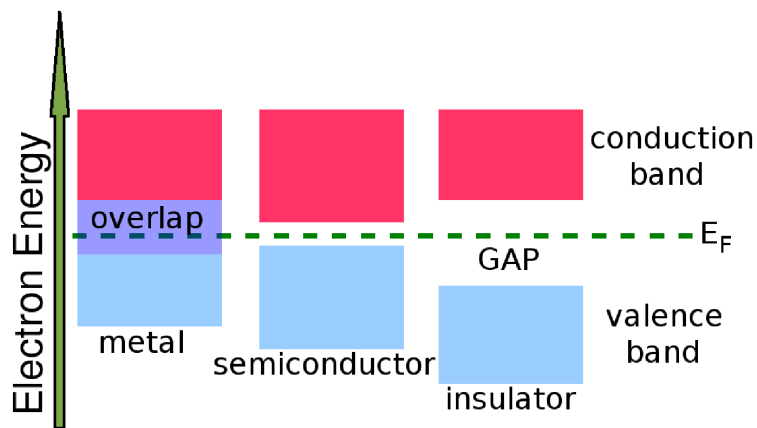 Electron Energy
conduction
band
overlap
E_F
GAP
valence
band
metal
semiconductor
insulator